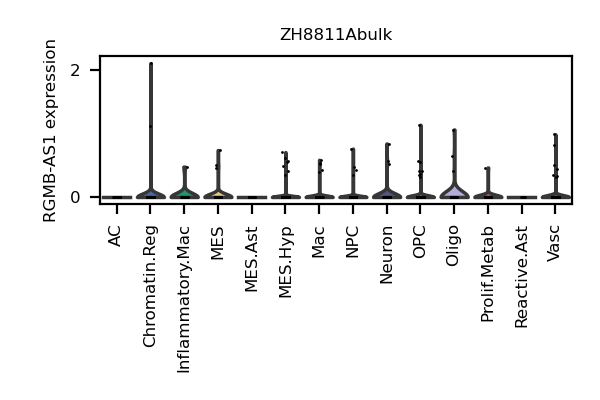 ZH8811Abulk
RGMB-AS1 expression
2
0
AC
Chromatin.Reg
Inflammatory.Mac
MES
MES.Ast
MES.Hyp
Mac
NPC
Neuron
OPC
Oligo
Prolif.Metab
Reactive.Ast
Vasc